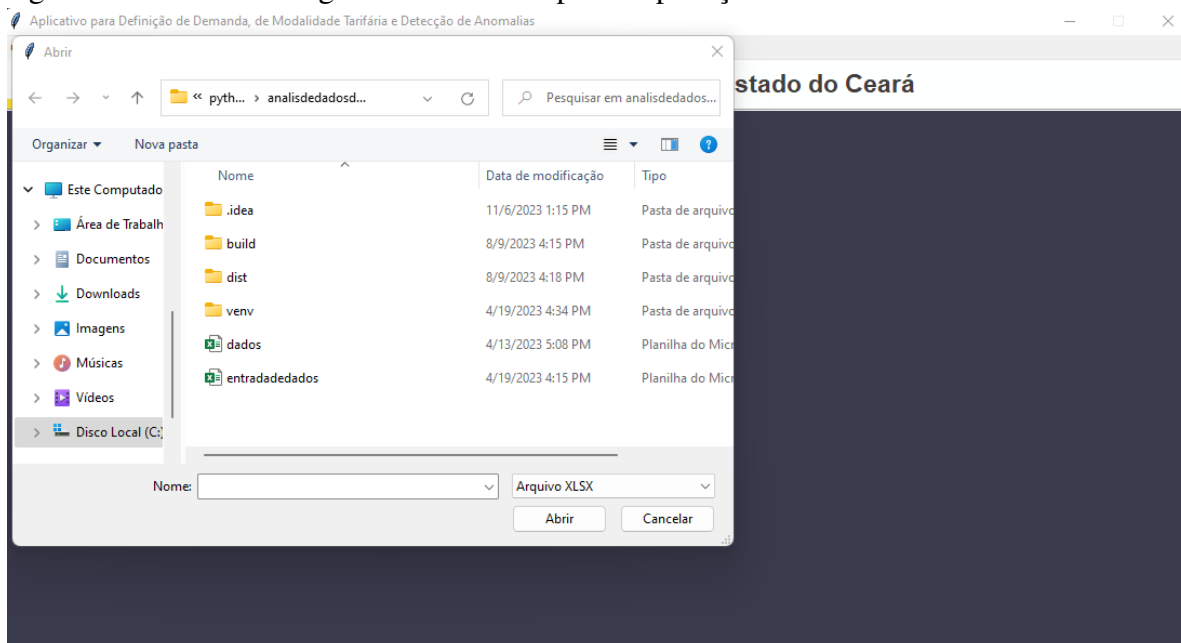 Aplicativo para Definição de Demanda, de Modalidade Tarifária e Detecção de Anomalias
Abrir
stado do Ceará
« pyth... > analisdedadosd...
Pesquisar em analisdedados...
Organizar Nova pasta
Nome Data de modificação Tipo
Este Computado
Área de Trabalh
Documentos
Downloads
Imagens
Músicas
Vídeos
Disco Local (C:)
.idea 11/6/2023 1:15 PM Pasta de arquivo
build 8/9/2023 4:15 PM Pasta de arquivo
dist 8/9/2023 4:18 PM Pasta de arquivo
venv 4/19/2023 4:34 PM Pasta de arquivo
dados 4/13/2023 5:08 PM Planilha do Micr
entradadedados 4/19/2023 4:15 PM Planilha do Micr
Nome: Arquivo XLSX
Abrir Cancelar